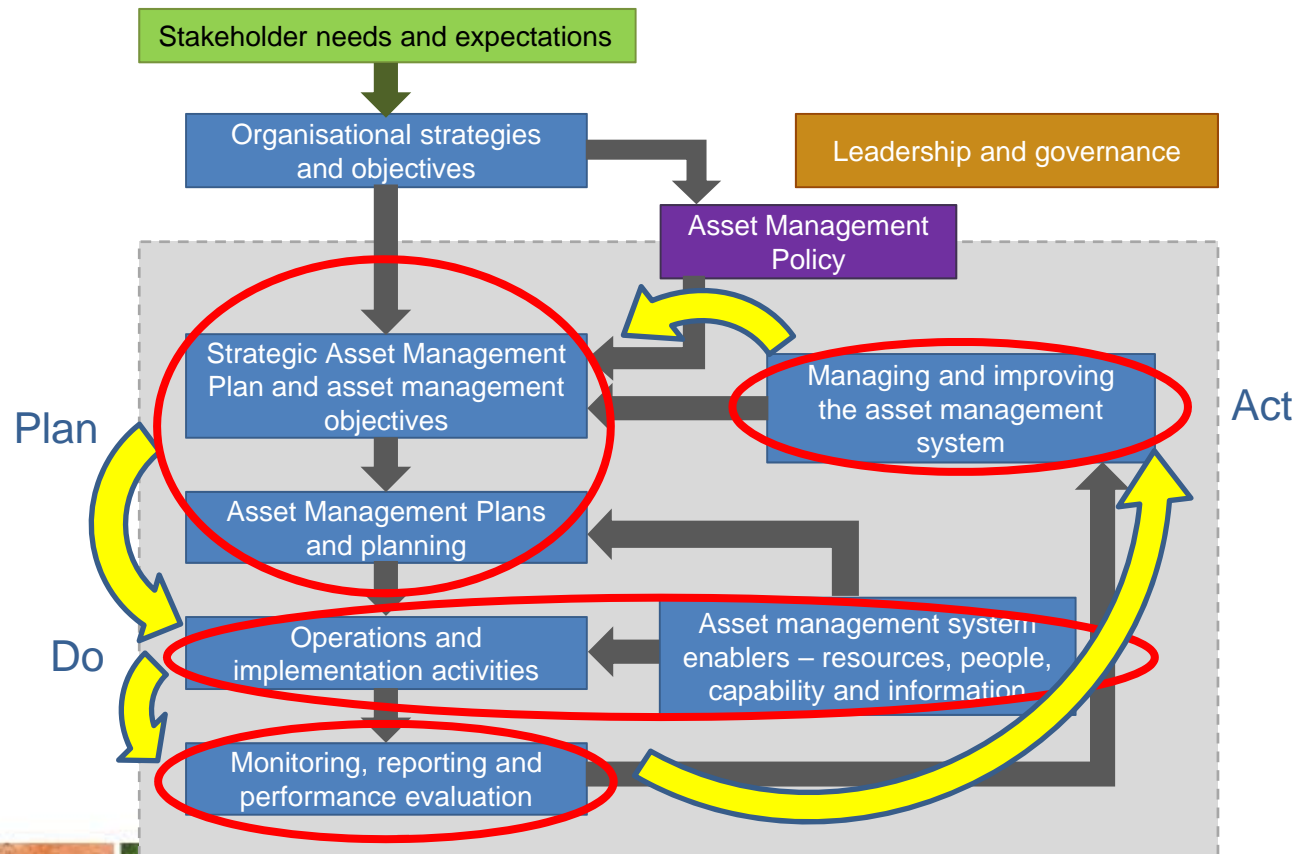 Stakeholder needs and expectations
Organisational strategies
and objectives
Leadership and governance
Asset Management
Policy
Strategic Asset Management
Plan and asset management
objectives
Managing and improving
the asset management
system
Act
Plan
Asset Management Plans
and planning
Do
Operations and
implementation activities
Asset management system
enablers – resources, people,
capability and information
Monitoring, reporting and
performance evaluation